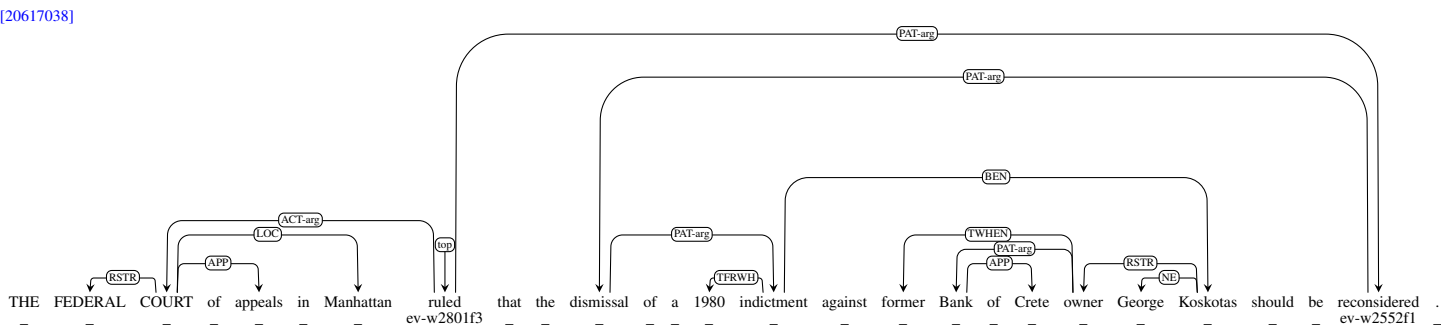 [20617038]
PAT-arg
PAT-arg
BEN
ACT-arg
LOC PAT-arg TWHEN
top
PAT-arg
APP APP RSTR
RSTR TFRWH NE
THE FEDERAL COURT of appeals in Manhattan ruled that the dismissal of a 1980 indictment against former Bank of Crete owner George Koskotas should be reconsidered .
_ _ _ _ _ _ _ ev-w2801f3 _ _ _ _ _ _ _ _ _ _ _ _ _ _ _ _ _ ev-w2552f1 _